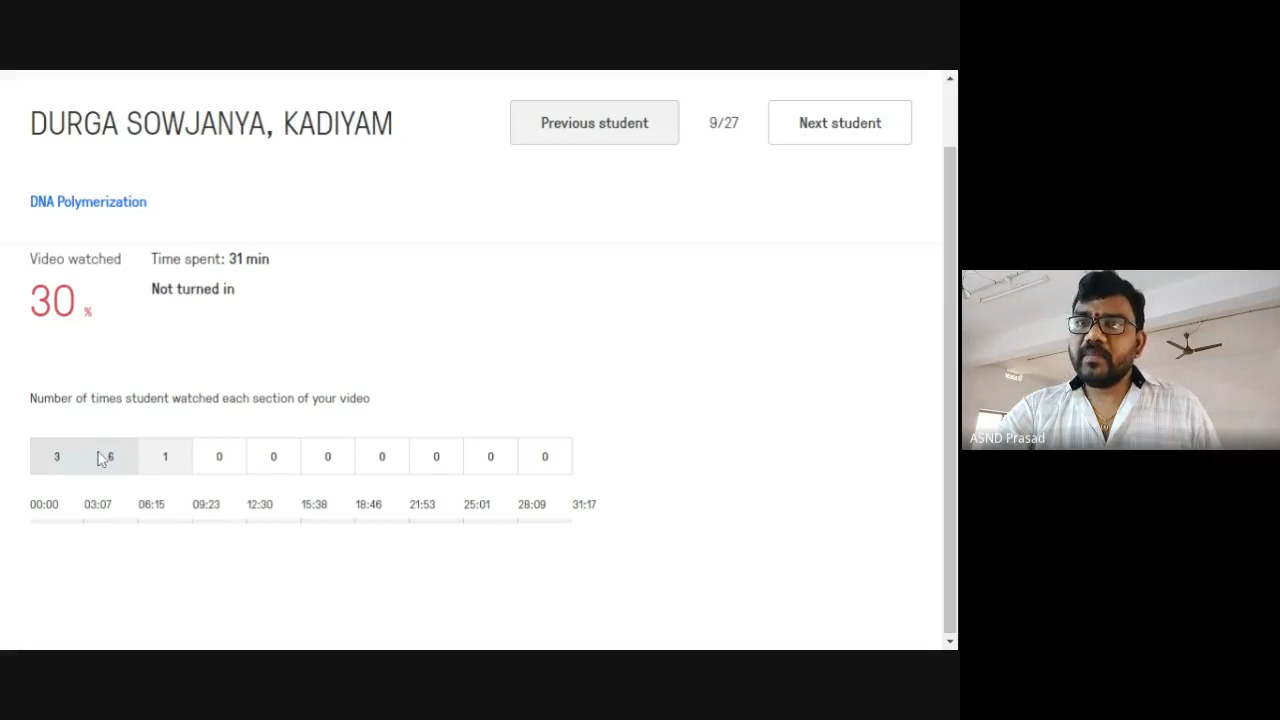 DURGA SOWJANYA, KADIYAM
Previous student
9/27
Next student
DNA Polymerization
Video watched
Time spent: 31 min
30 %
Not turned in
Number of times student watched each section of your video
3 6 1 0 0 0 0 0 0 0
00:00 03:07 06:15 09:23 12:30 15:38 18:46 21:53 25:01 28:09 31:17
ASND Prasad